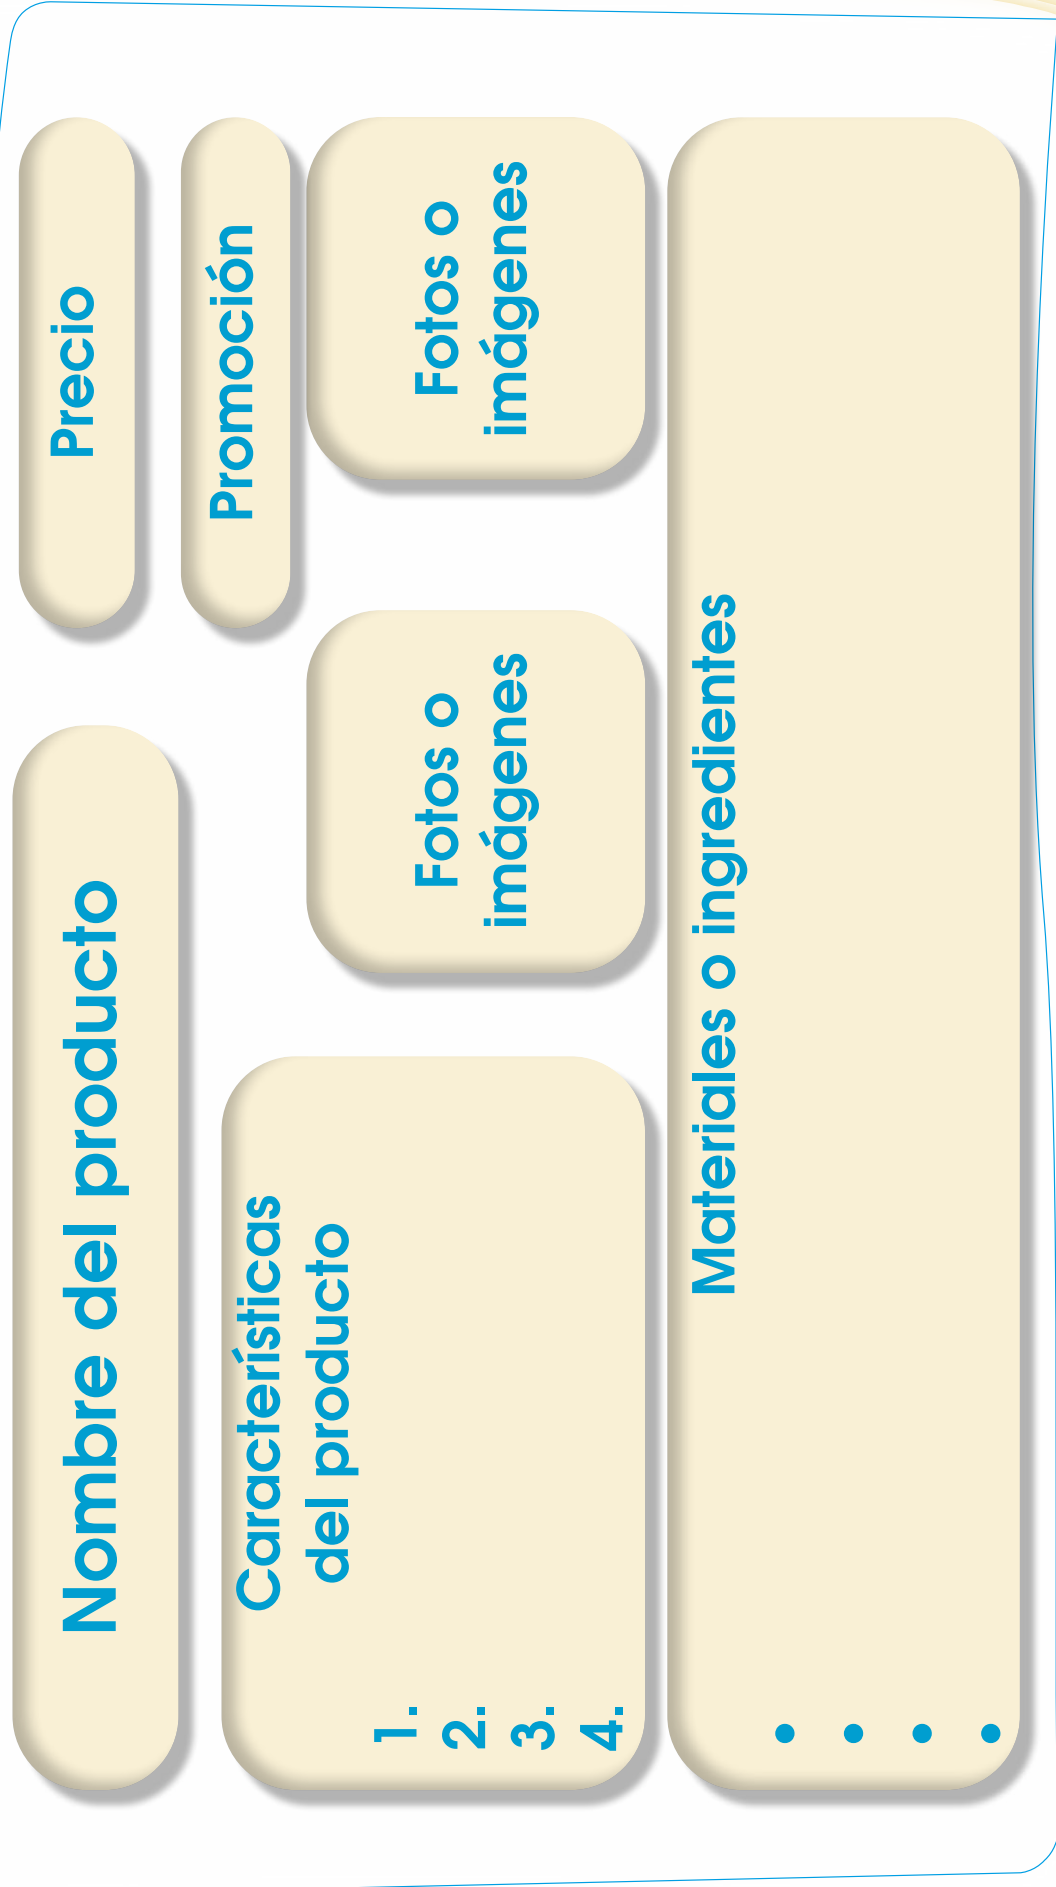 Nombre del producto
Precio
Promoción
Características
del producto
1.
2.
3.
4.
Fotos o
imágenes
Fotos o
imágenes
Materiales o ingredientes
•
•
•
•